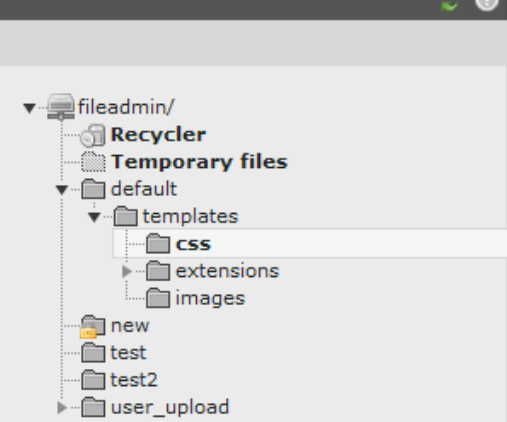 fileadmin/
Recycler
Temporary files
default
templates
css
extensions
images
new
test
test2
user_upload